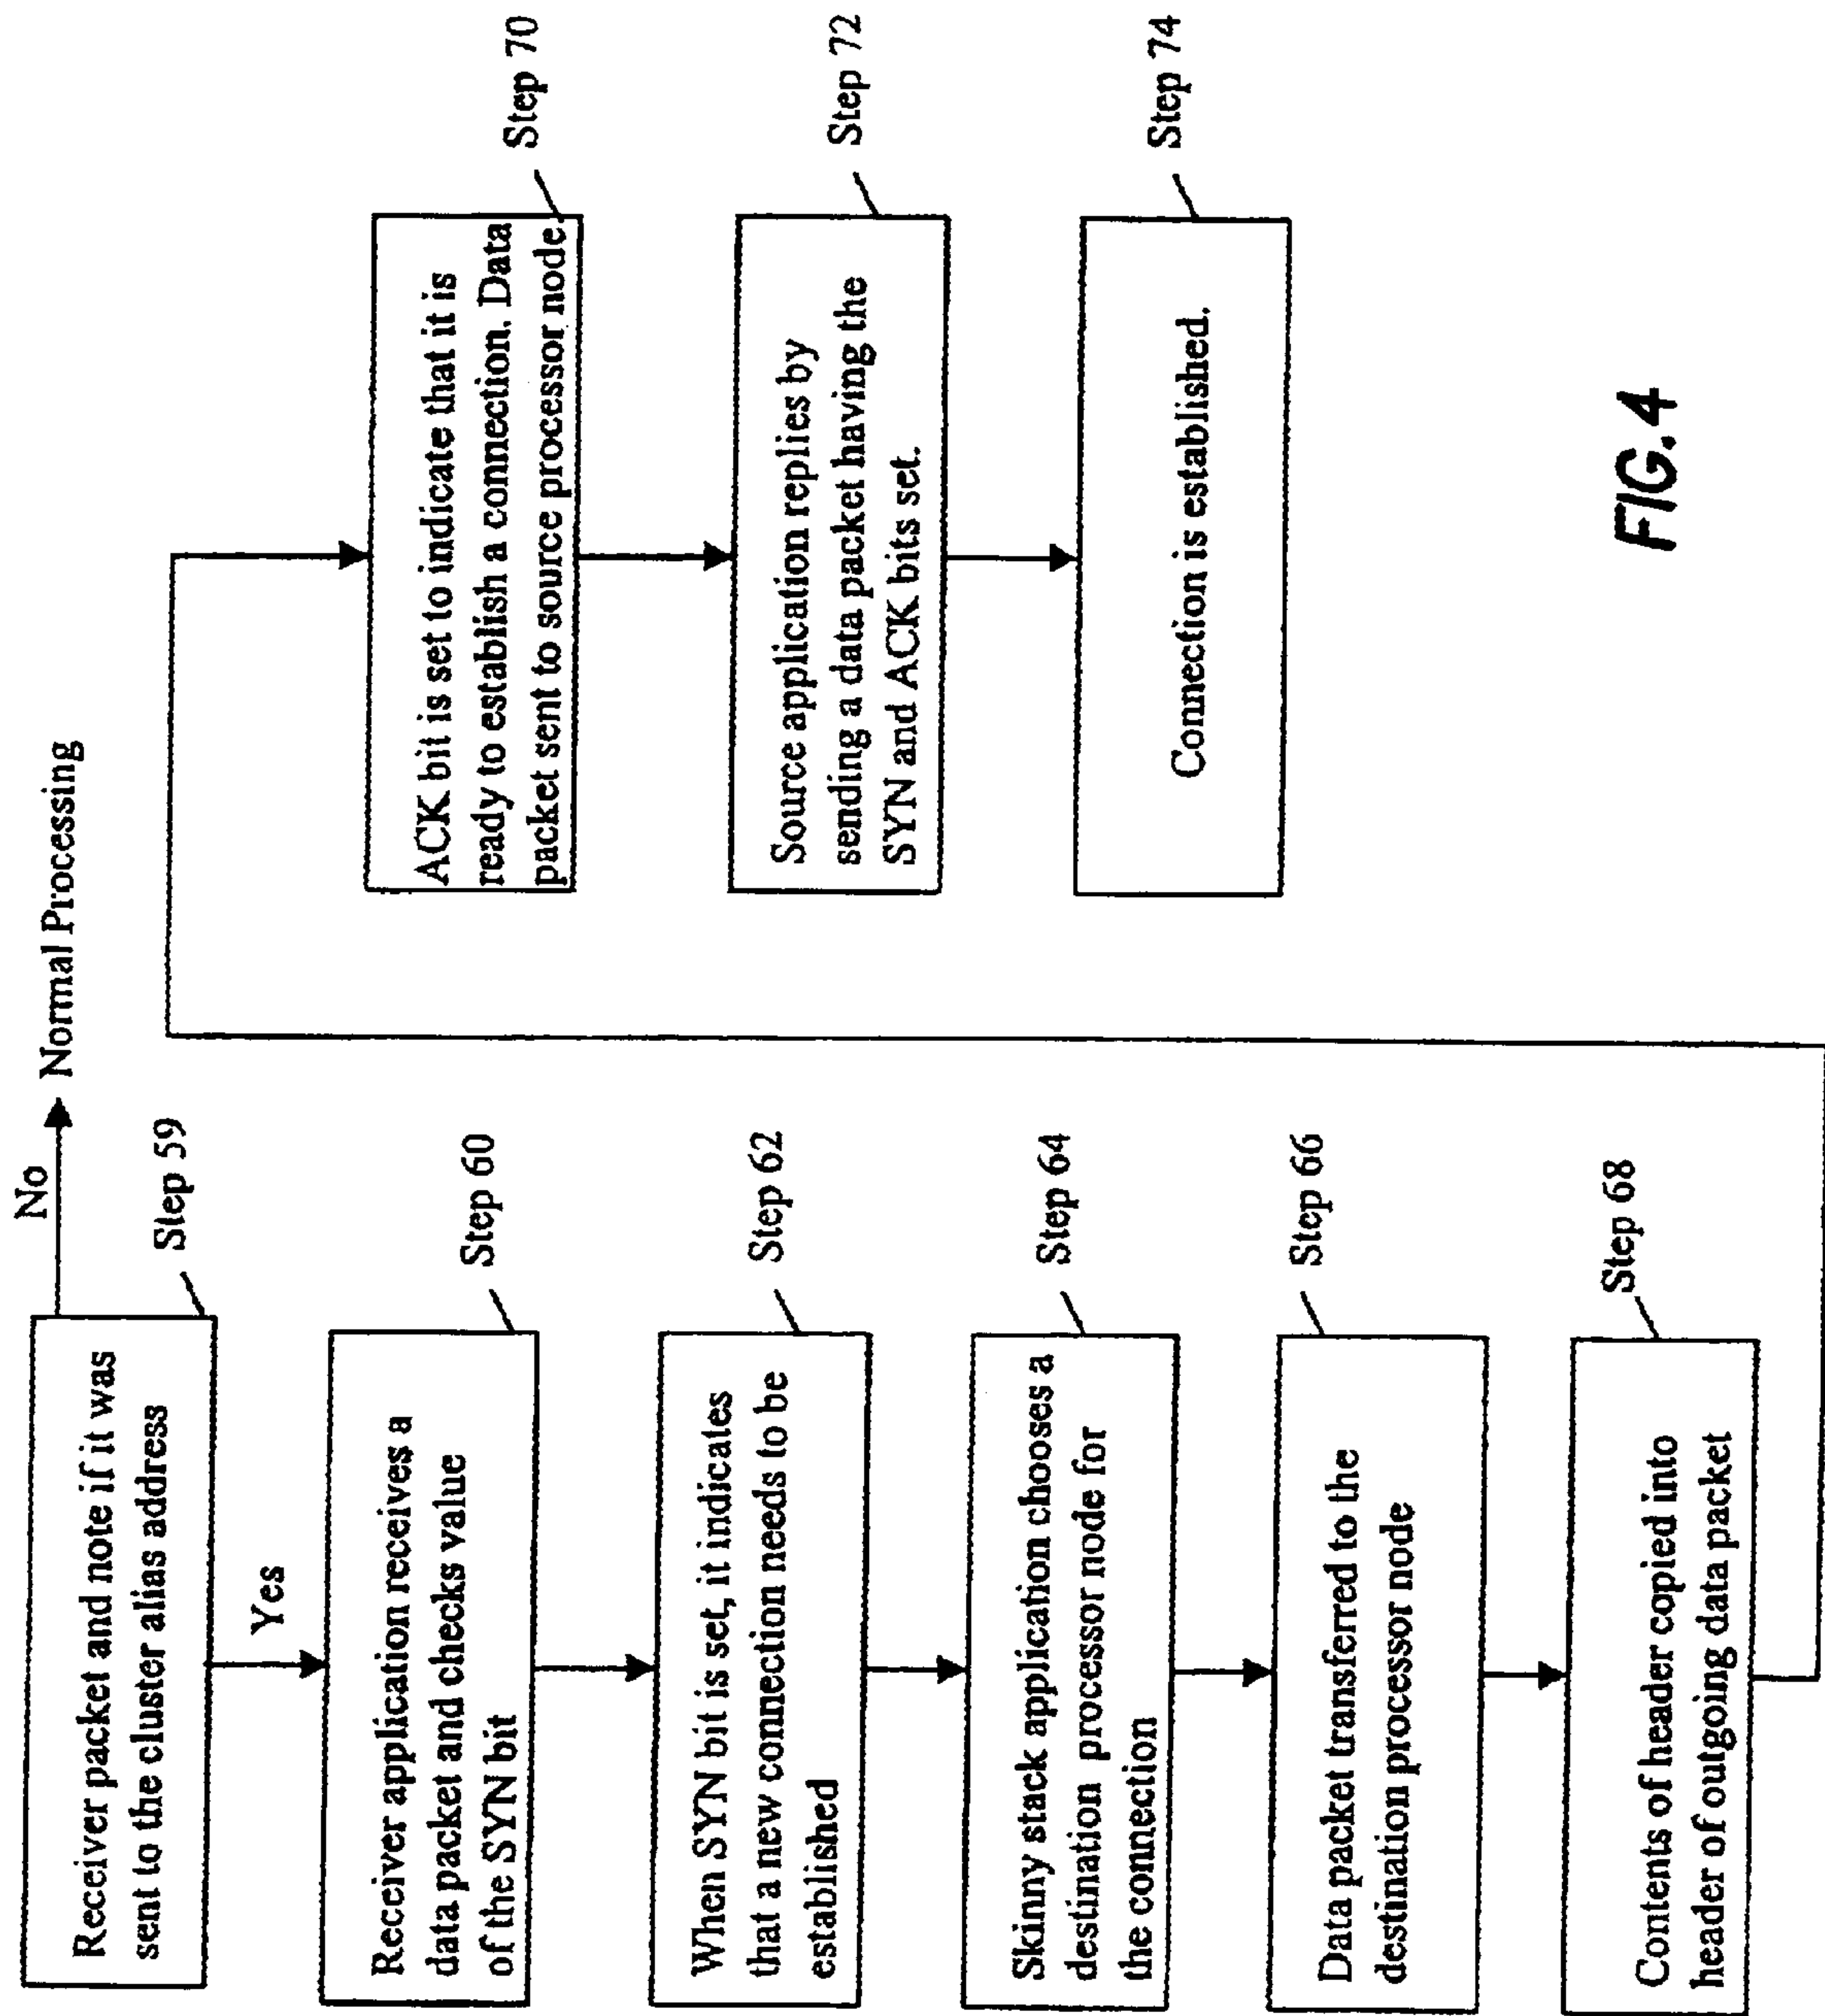 No
Normal Processing
Receiver packet and note if it was
sent to the cluster alias address
Step 59
Yes
Receiver application receives a
data packet and checks value
of the SYN bit
Step 60
When SYN bit is set, it indicates
that a new connection needs to be
established
Step 62
Skinny stack application chooses a
destination processor node for
the connection
Step 64
Data packet transferred to the
destination processor node
Step 66
Contents of header copied into
header of outgoing data packet
Step 68
ACK bit is set to indicate that it is
ready to establish a connection. Data
packet sent to source processor node.
Step 70
Source application replies by
sending a data packet having the
SYN and ACK bits set.
Step 72
Connection is established.
Step 74
FIG.4